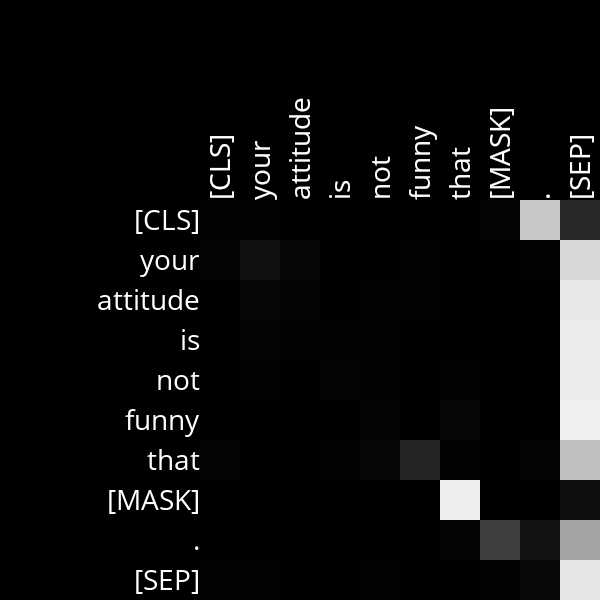 [CLS] your attitude is not funny that [MASK] . [SEP]
[CLS]
your
attitude
is
not
funny
that
[MASK]
.
[SEP]